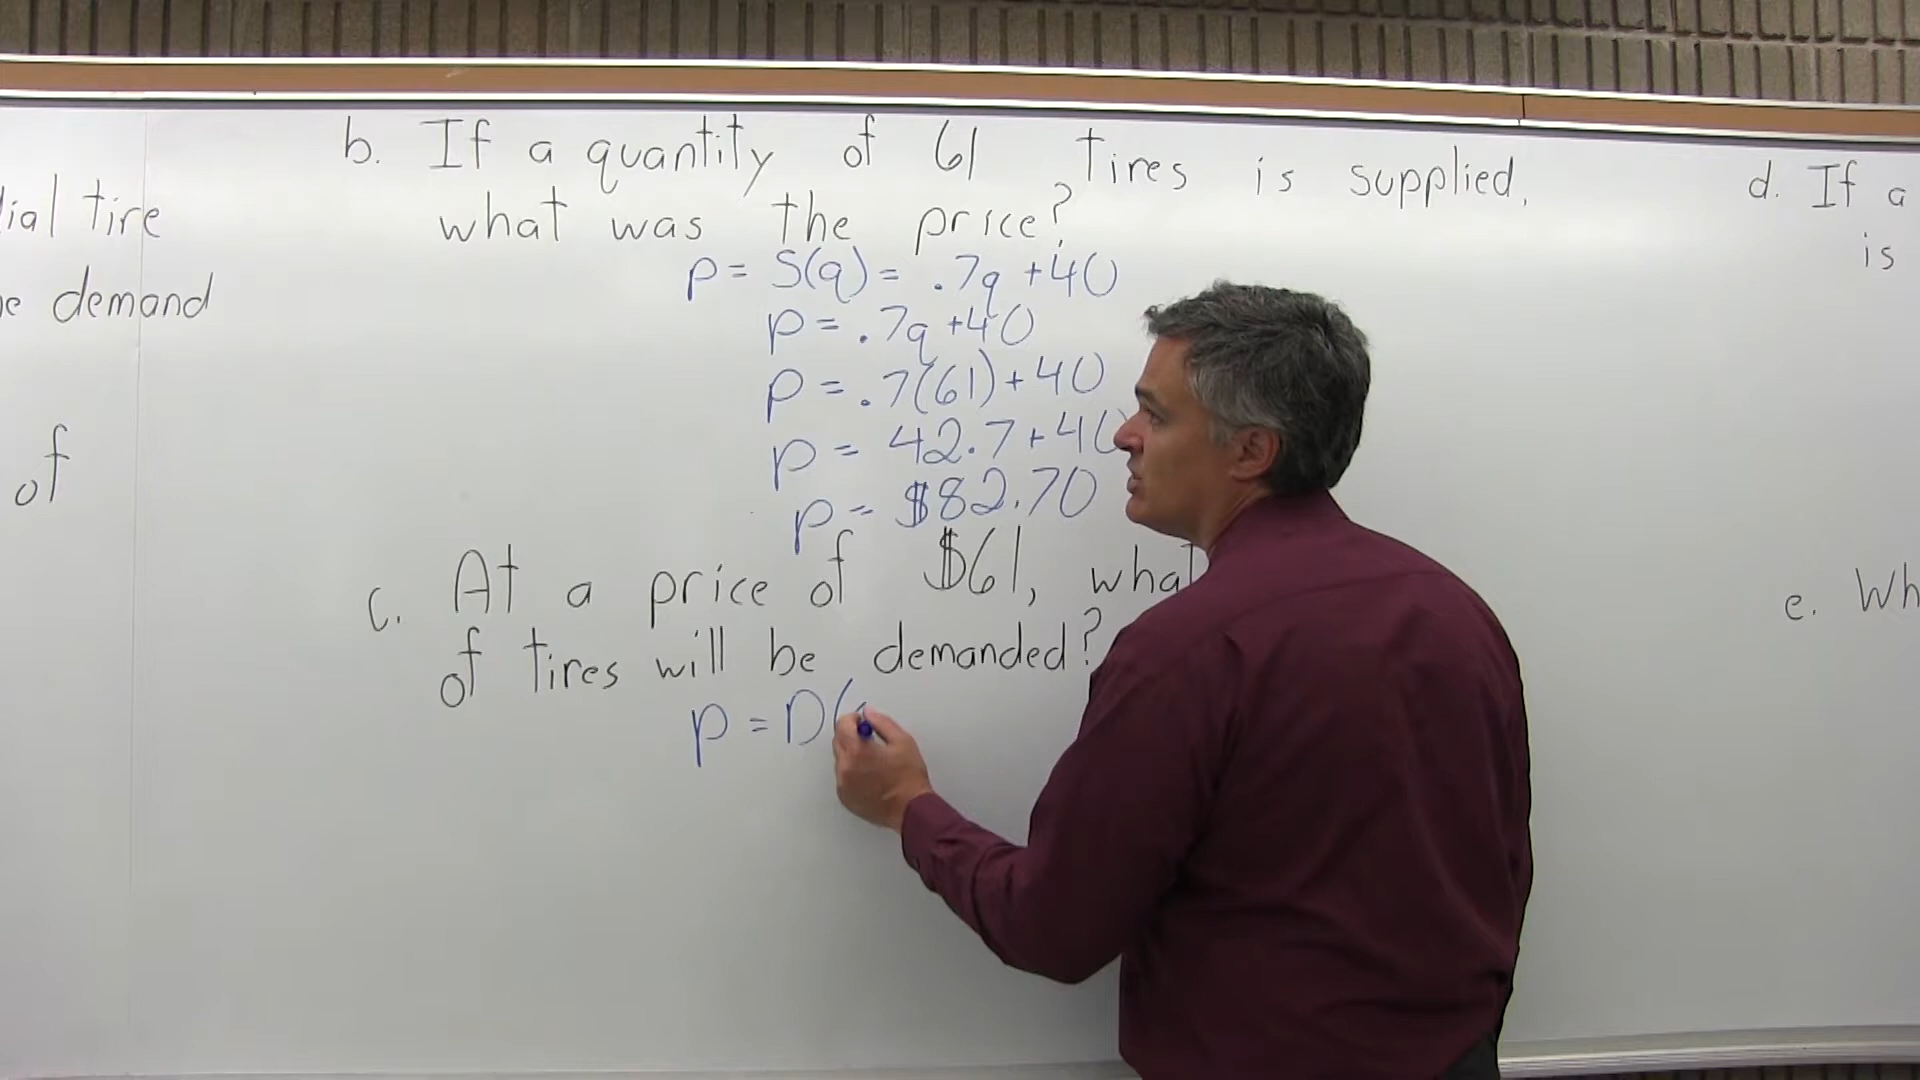 b. If a quantity of 61 tires is supplied,
what was the price?
p = S(q) = .7q + 40
p = .7q + 40
p = .7(61) + 40
p = 42.7 + 40
p = $82.70
c. At a price of $61, wha
of tires will be demanded?
p = D(
ial tire
e demand
of
d. If a
is
e. Wh